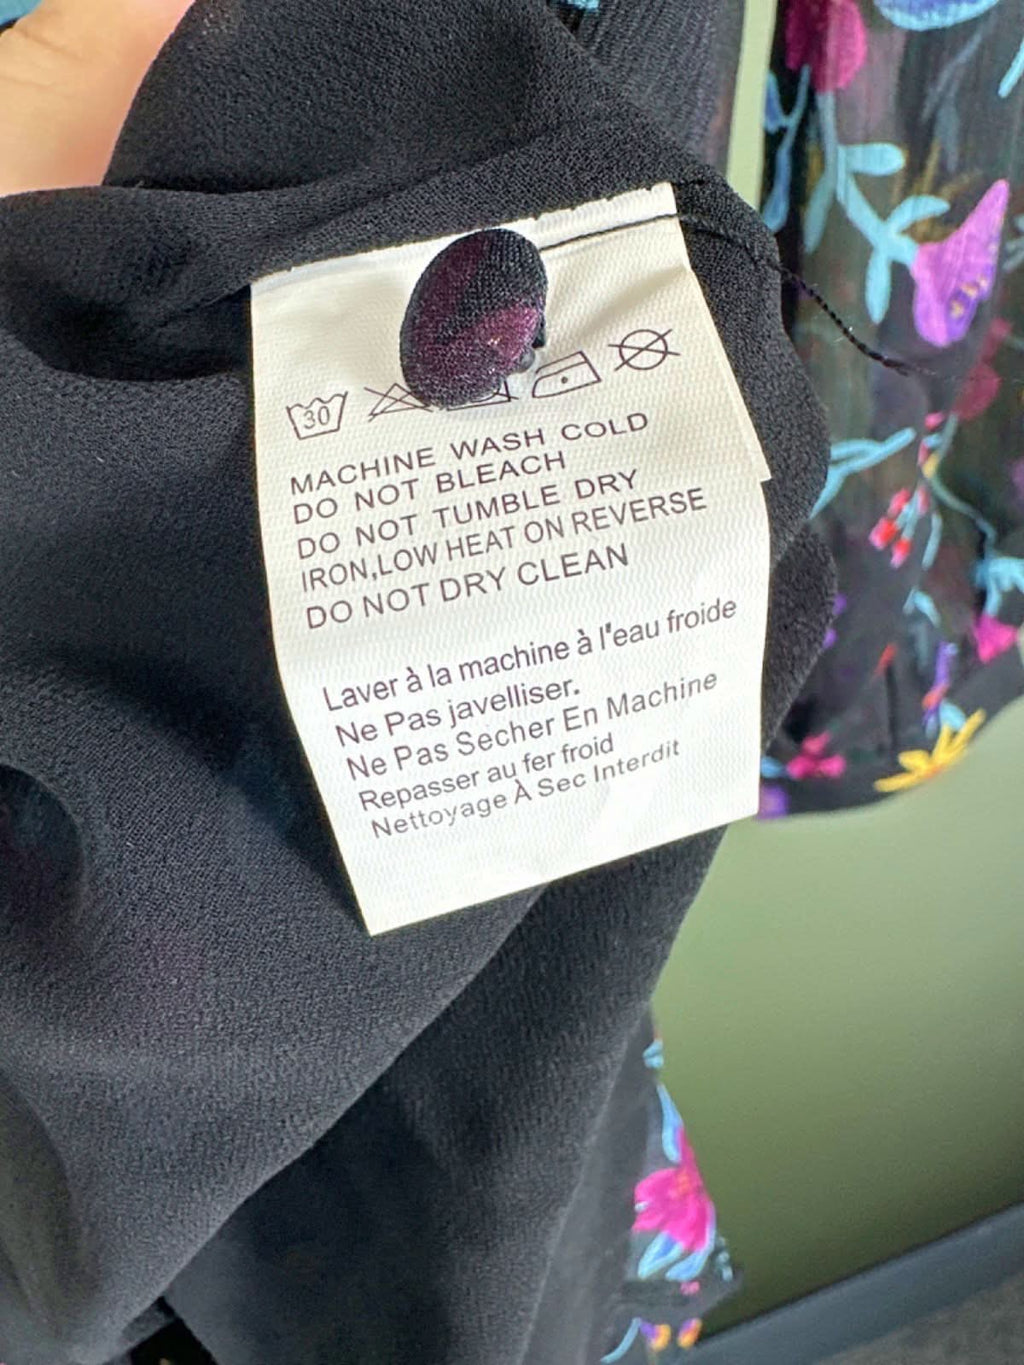 30
MACHINE WASH COLD
DO NOT BLEACH
DO NOT TUMBLE DRY
IRON,LOW HEAT ON REVERSE
DO NOT DRY CLEAN
Laver à la machine à l'eau froide
Ne Pas javelliser.
Ne Pas Secher En Machine
Repasser au fer froid
Nettoyage À Sec Interdit